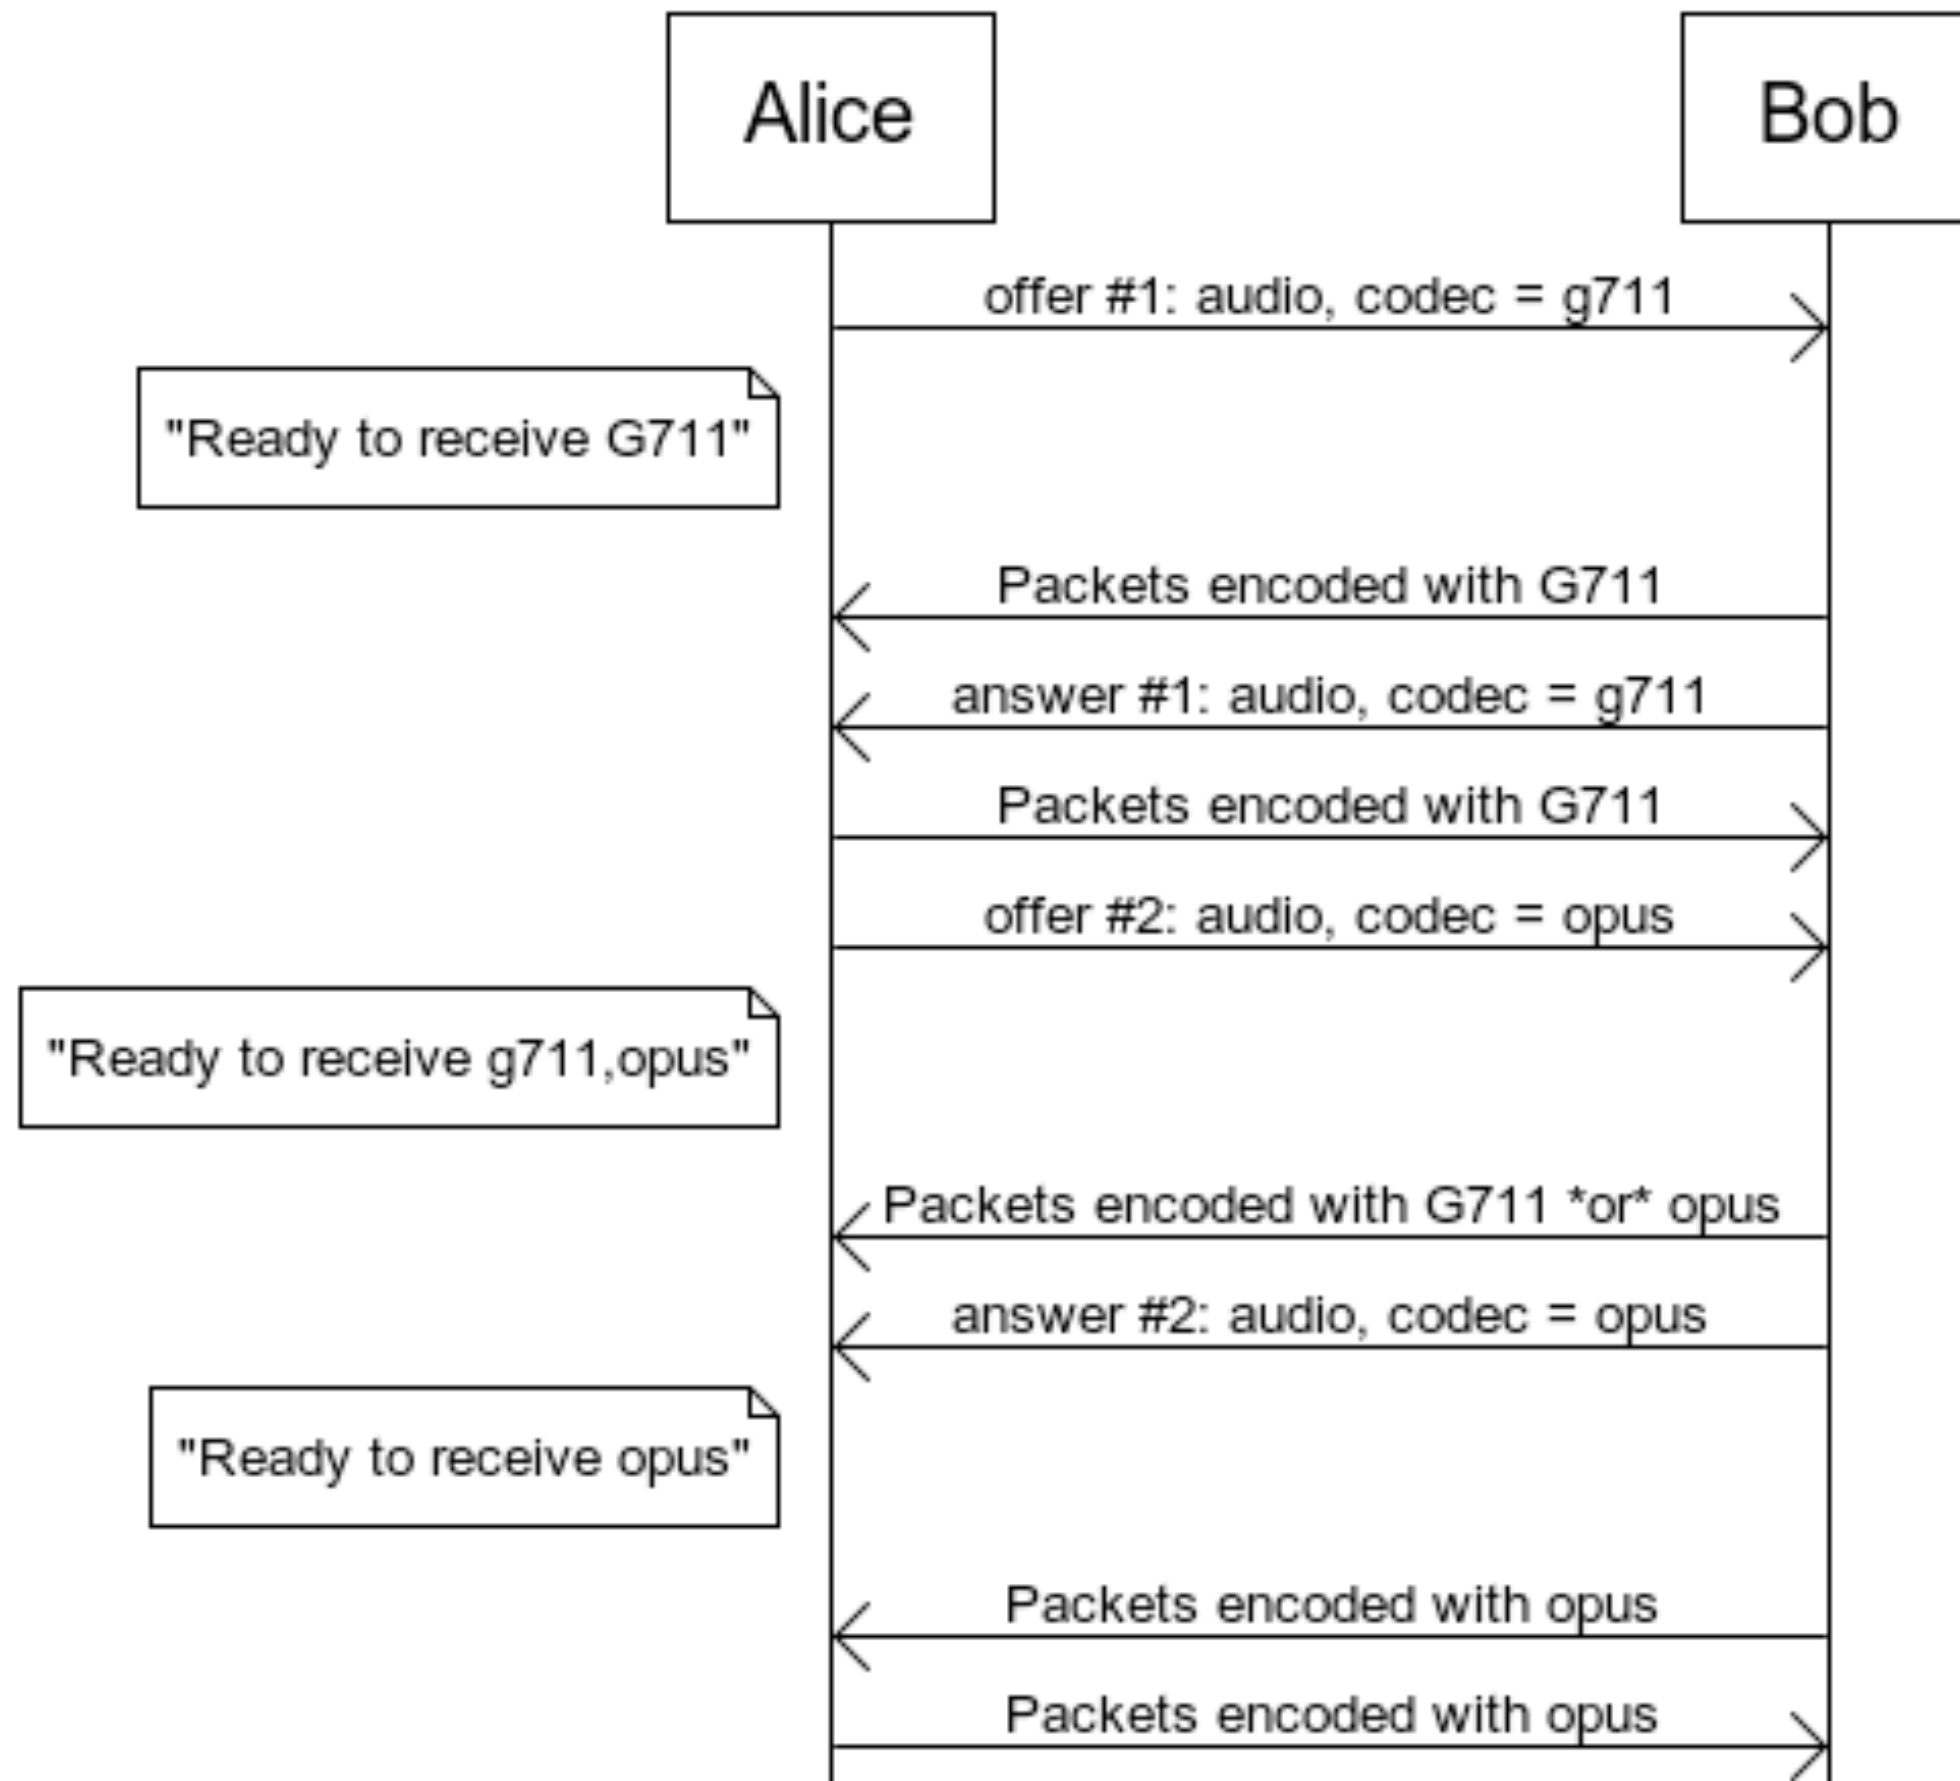 Alice
Bob
offer #1: audio, codec = g711
"Ready to receive G711"
Packets encoded with G711
answer #1: audio, codec = g711
Packets encoded with G711
offer #2: audio, codec = opus
"Ready to receive g711,opus"
Packets encoded with G711 *or* opus
answer #2: audio, codec = opus
"Ready to receive opus"
Packets encoded with opus
Packets encoded with opus